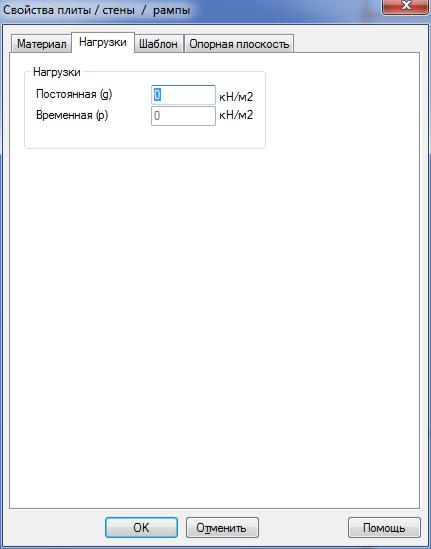 Свойства плиты / стены / рампы
Материал Нагрузки Шаблон Опорная плоскость
Нагрузки
Постоянная (g) 0 кН/м2
Временная (p) 0 кН/м2
OK Отменить Помощь